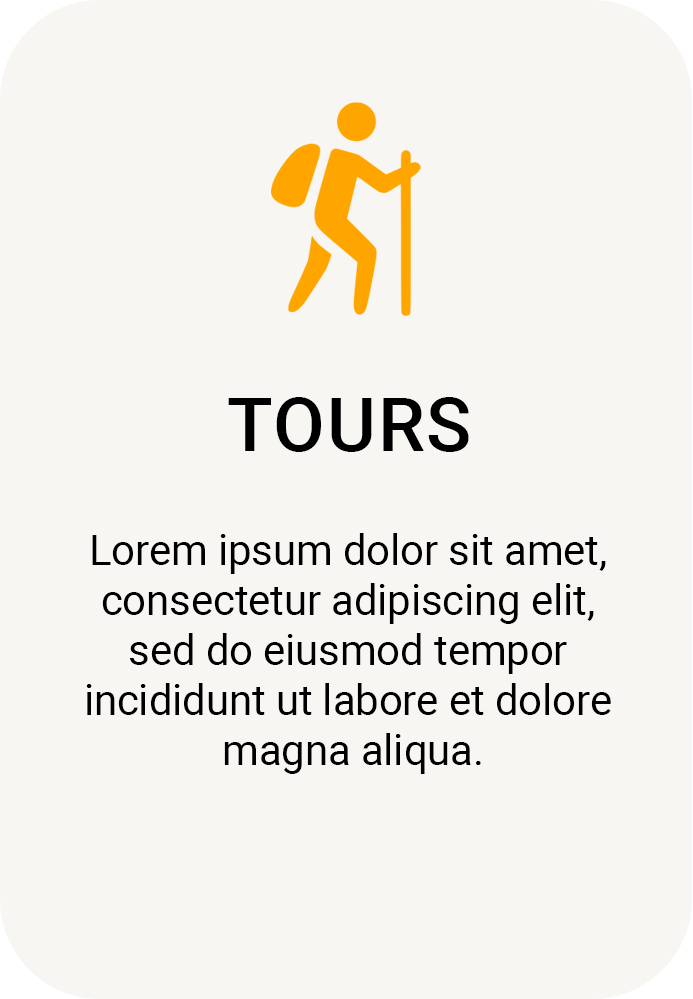 TOURS
Lorem ipsum dolor sit amet,
consectetur adipiscing elit,
sed do eiusmod tempor
incididunt ut labore et dolore
magna aliqua.